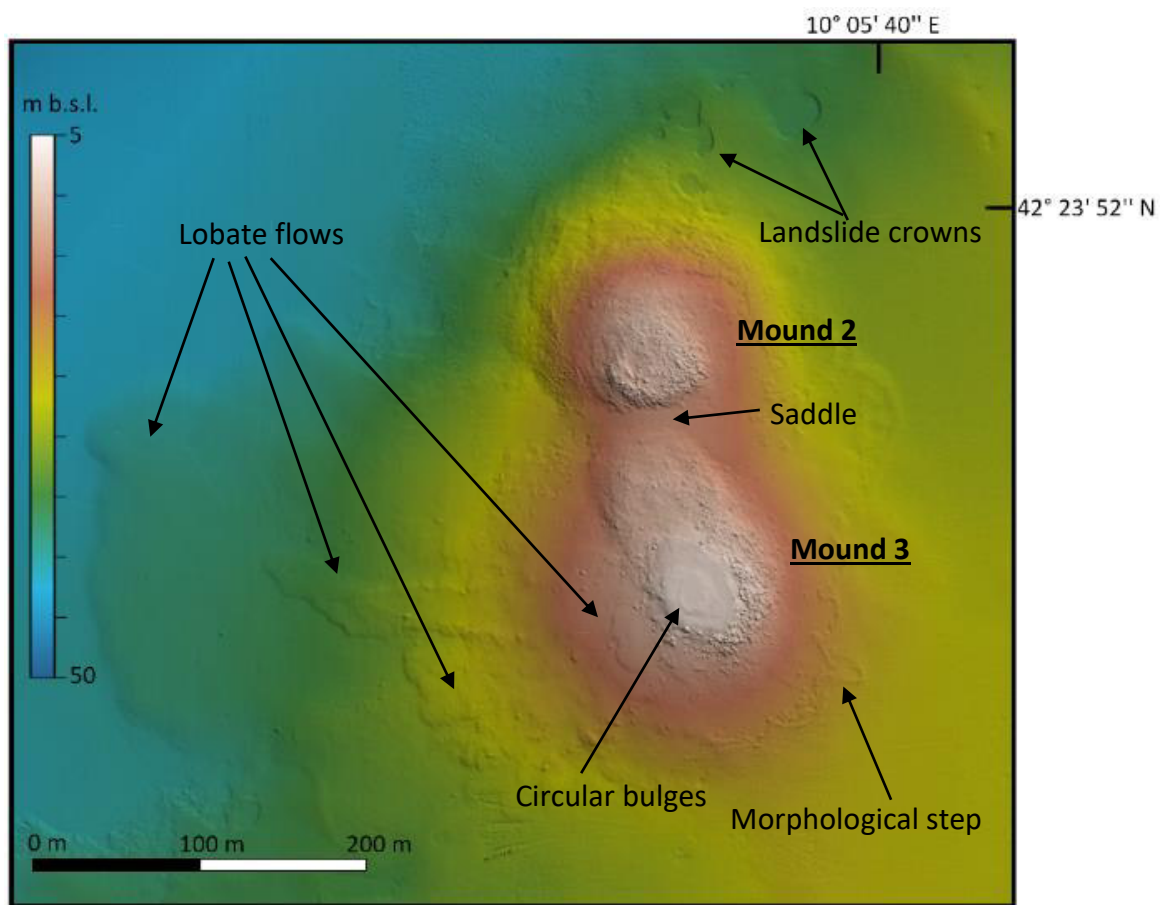 10° 05' 40'' E
m b.s.l.
5
42° 23' 52'' N
Landslide crowns
Lobate flows
Mound 2
Saddle
Mound 3
50
Circular bulges
Morphological step
0 m 100 m 200 m